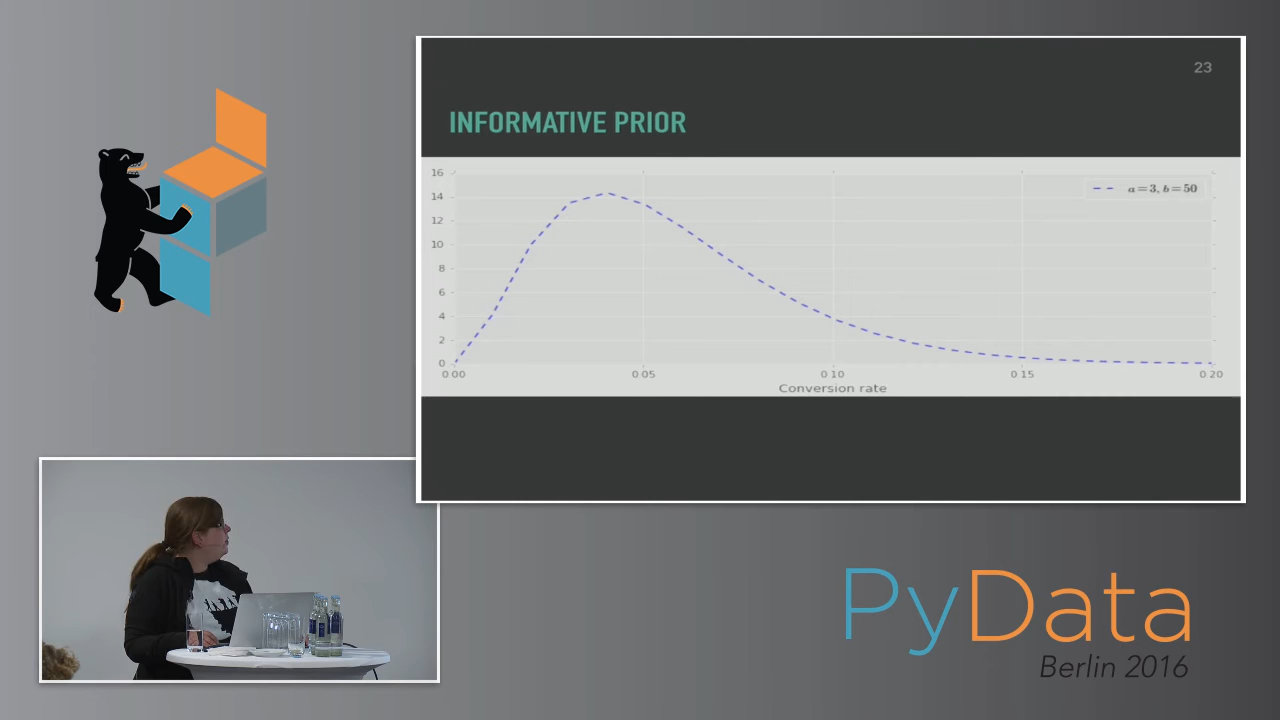 23
INFORMATIVE PRIOR
16
14
12
10
8
6
4
2
0
a=3, b=50
0.00 0.05 0.10 0.15 0.20
Conversion rate
PyData
Berlin 2016